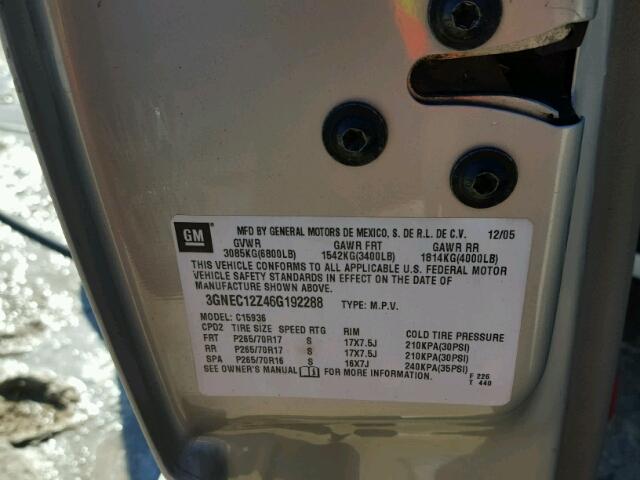 GM
MFD BY GENERAL MOTORS DE MEXICO, S. DE R.L. DE C.V. 12/05
GVWR GAWR FRT GAWR RR
3085KG(6800LB) 1542KG(3400LB) 1814KG(4000LB)
THIS VEHICLE CONFORMS TO ALL APPLICABLE U.S. FEDERAL MOTOR
VEHICLE SAFETY STANDARDS IN EFFECT ON THE DATE OF
MANUFACTURE SHOWN ABOVE.
3GNEC12Z46G192288 TYPE: M.P.V.
MODEL: C15936
CPD2 TIRE SIZE SPEED RTG RIM COLD TIRE PRESSURE
FRT P265/70R17 S 17X7.5J 210KPA(30PSI)
RR P265/70R17 S 17X7.5J 210KPA(30PSI)
SPA P265/70R16 S 16X7J 240KPA(35PSI)
SEE OWNER'S MANUAL FOR MORE INFORMATION. F 226
T 440